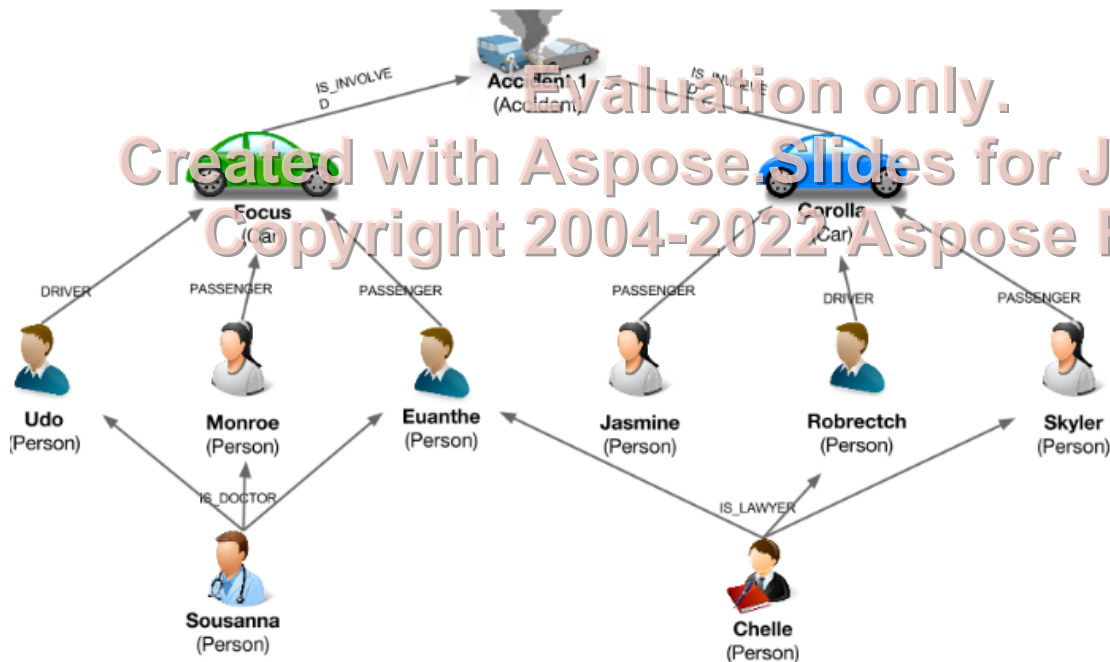 IS_INVOLVE
D
IS_INVOLVE
D
Accident 1
(Accident)
Evaluation only.
Created with Aspose.Slides for J
Copyright 2004-2022 Aspose P
Focus
(Car)
Corolla
(Car)
DRIVER
PASSENGER
PASSENGER
PASSENGER
DRIVER
PASSENGER
Udo
(Person)
Monroe
(Person)
Euanthe
(Person)
Jasmine
(Person)
Robrectch
(Person)
Skyler
(Person)
IS_DOCTOR
IS_LAWYER
Sousanna
(Person)
Chelle
(Person)